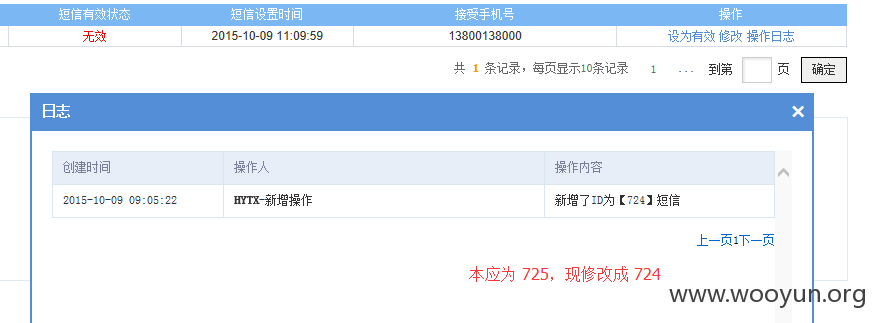 短信有效状态 短信设置时间 接受手机号 操作
无效 2015-10-09 11:09:59 13800138000 设为有效 修改 操作日志
共 1 条记录，每页显示10条记录 1 ... 到第 页 确定
日志 ×
创建时间 操作人 操作内容
2015-10-09 09:05:22 HYTX-新增操作 新增了ID为【724】短信
上一页1下一页
本应为 725，现修改成 724
www.wooyun.org